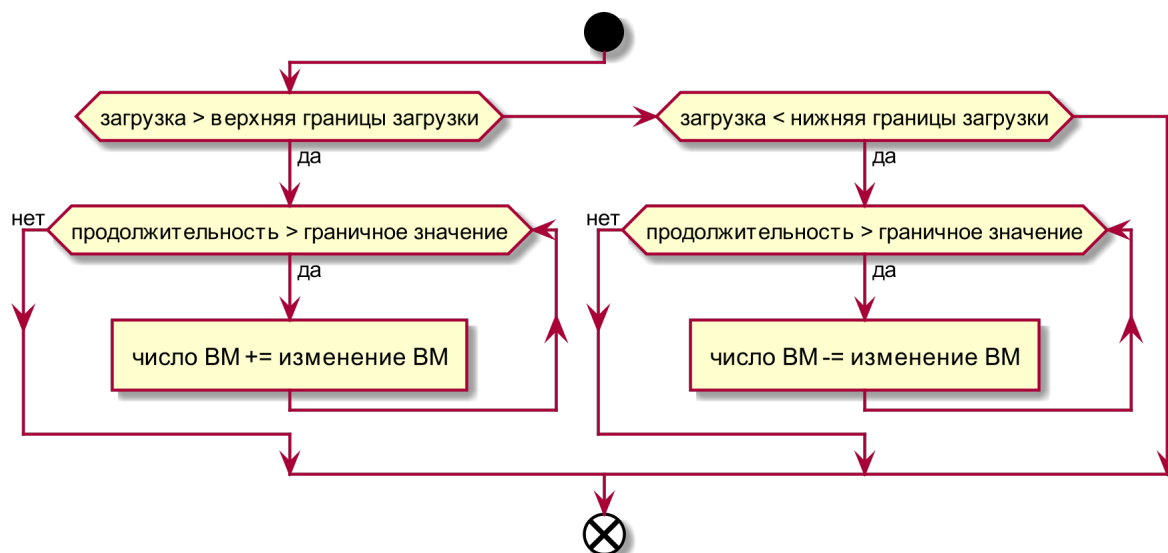 загрузка > верхняя границы загрузки
загрузка < нижняя границы загрузки
да
да
нет
продолжительность > граничное значение
нет
продолжительность > граничное значение
да
да
число ВМ += изменение ВМ
число ВМ -= изменение ВМ